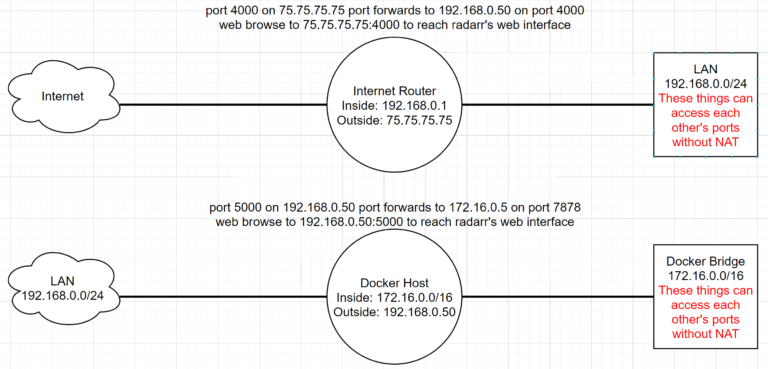 port 4000 on 75.75.75.75 port forwards to 192.168.0.50 on port 4000
web browse to 75.75.75.75:4000 to reach radarr's web interface
Internet
Internet Router
Inside: 192.168.0.1
Outside: 75.75.75.75
LAN
192.168.0.0/24
These things can
access each
other's ports
without NAT
port 5000 on 192.168.0.50 port forwards to 172.16.0.5 on port 7878
web browse to 192.168.0.50:5000 to reach radarr's web interface
LAN
192.168.0.0/24
Docker Host
Inside: 172.16.0.0/16
Outside: 192.168.0.50
Docker Bridge
172.16.0.0/16
These things can
access each
other's ports
without NAT